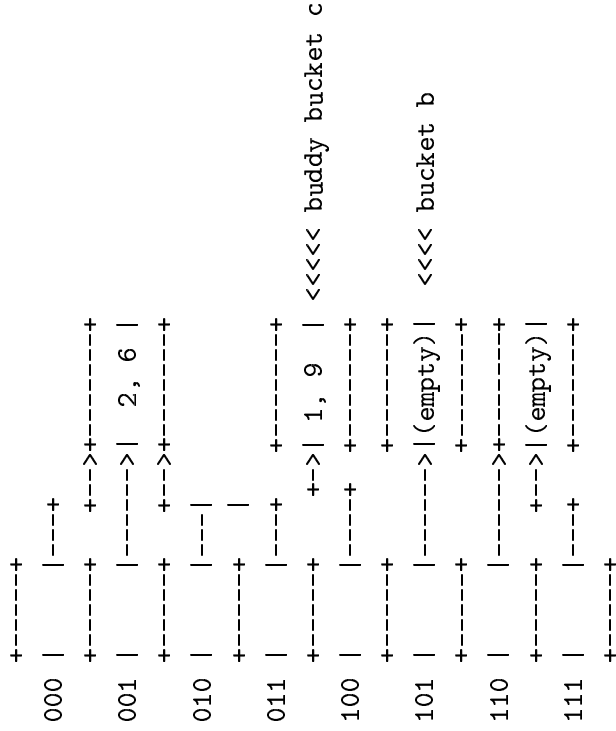 +-----+
000 |     |---+
    +-----+   +-->+-------+
001 |     |------>| 2, 6  |
    +-----+   +-->+-------+
010 |     |---|
    +-----+   |
011 |     |---+   +-------+
    +-----+    +-->| 1, 9  | <<<<< buddy bucket c
100 |     |----+  +-------+
    +-----+       +-------+
101 |     |------>|(empty)| <<<< bucket b
    +-----+       +-------+
110 |     |------>+-------+
    +-----+   +-->|(empty)|
111 |     |---+   +-------+
    +-----+